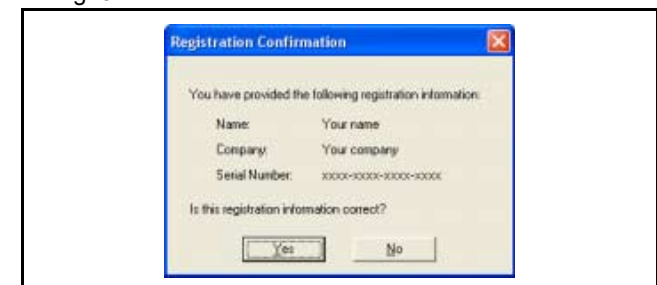 Registration Confirmation
You have provided the following registration information:
Name: Your name
Company: Your company
Serial Number: xxxx-xxxx-xxxx-xxxx
Is this registration information correct?
Yes No